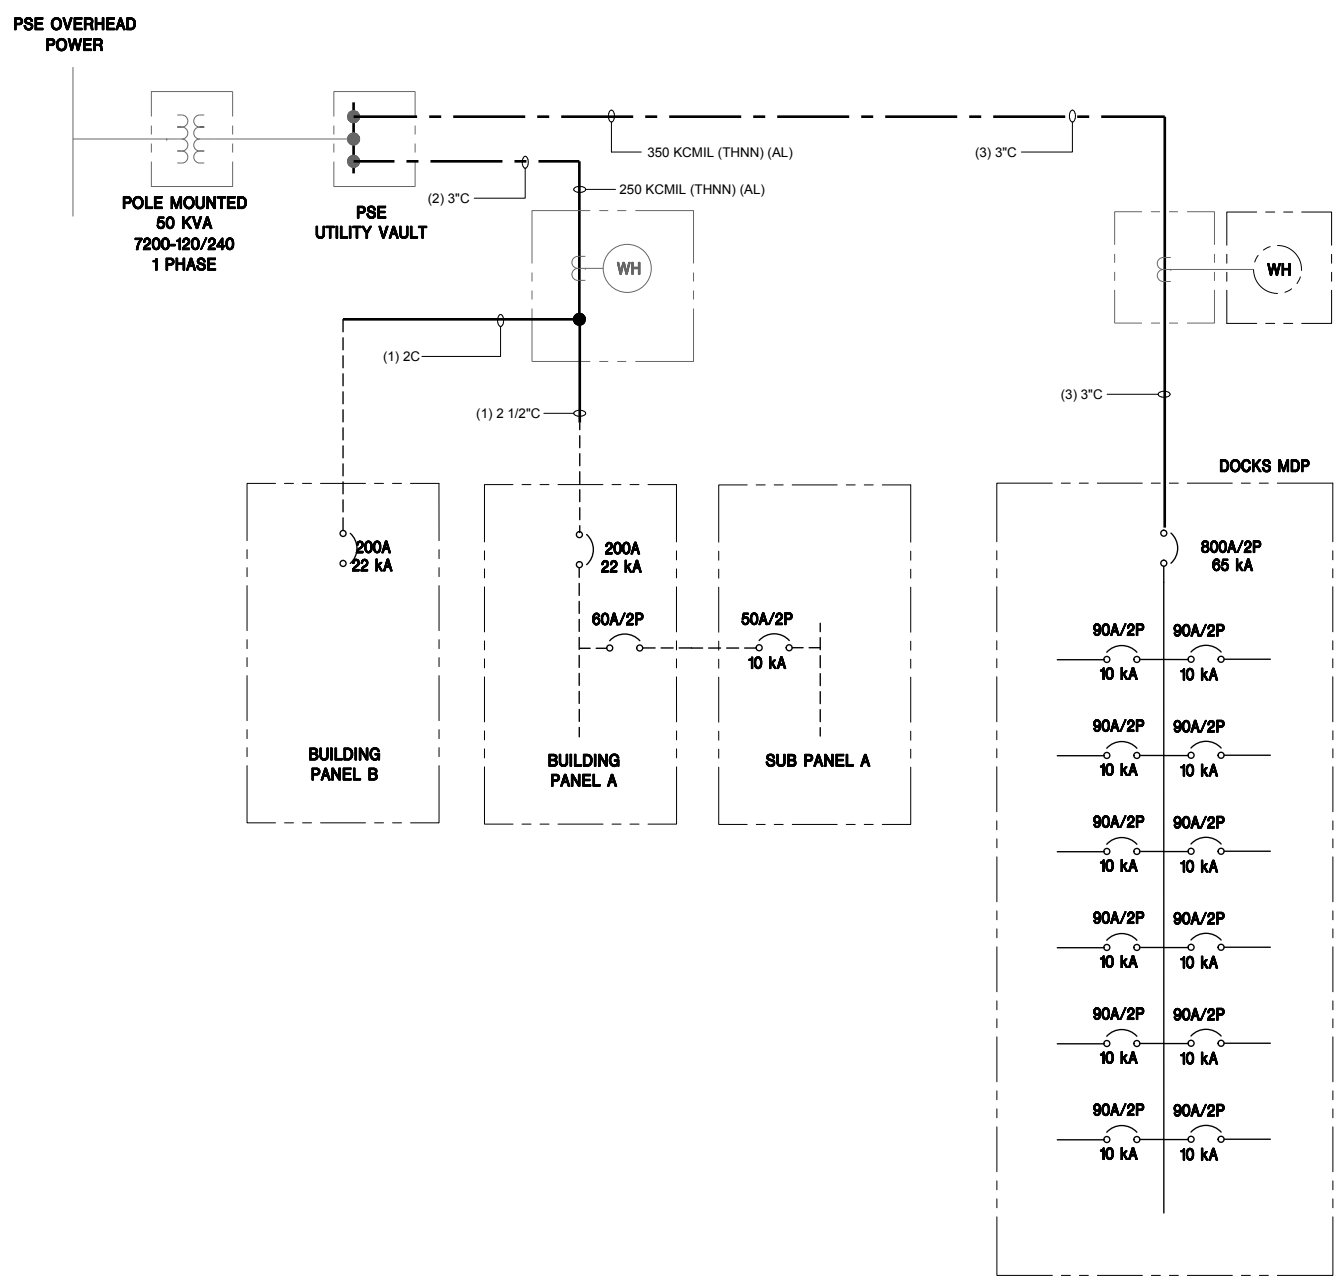 PSE OVERHEAD
POWER
POLE MOUNTED
50 KVA
7200-120/240
1 PHASE
PSE
UTILITY VAULT
350 KCMIL (THNN) (AL)
(3) 3"C
(2) 3"C
250 KCMIL (THNN) (AL)
WH
WH
(1) 2C
(1) 2 1/2"C
(3) 3"C
DOCKS MDP
200A
22 kA
200A
22 kA
800A/2P
65 kA
60A/2P
50A/2P
10 kA
BUILDING
PANEL B
BUILDING
PANEL A
SUB PANEL A
90A/2P 90A/2P
10 kA 10 kA
90A/2P 90A/2P
10 kA 10 kA
90A/2P 90A/2P
10 kA 10 kA
90A/2P 90A/2P
10 kA 10 kA
90A/2P 90A/2P
10 kA 10 kA
90A/2P 90A/2P
10 kA 10 kA